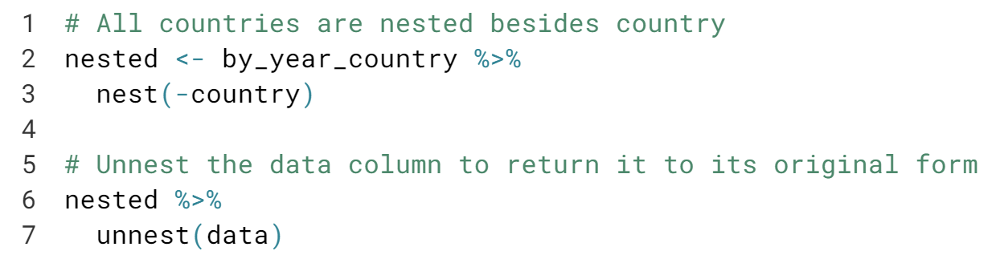 1 # All countries are nested besides country
2 nested <- by_year_country %>%
3   nest(-country)
4
5 # Unnest the data column to return it to its original form
6 nested %>%
7   unnest(data)